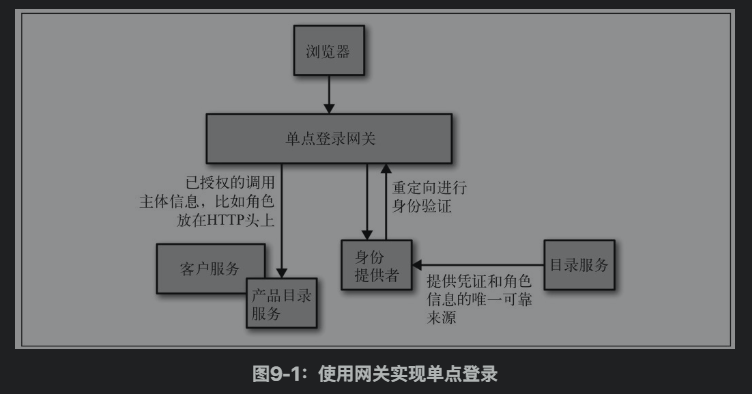 浏览器
单点登录网关
已授权的调用
主体信息，比如角色
放在HTTP头上
重定向进行
身份验证
客户服务
产品目录
服务
身份
提供者
目录服务
提供凭证和角色
信息的唯一可靠
来源
图9-1：使用网关实现单点登录